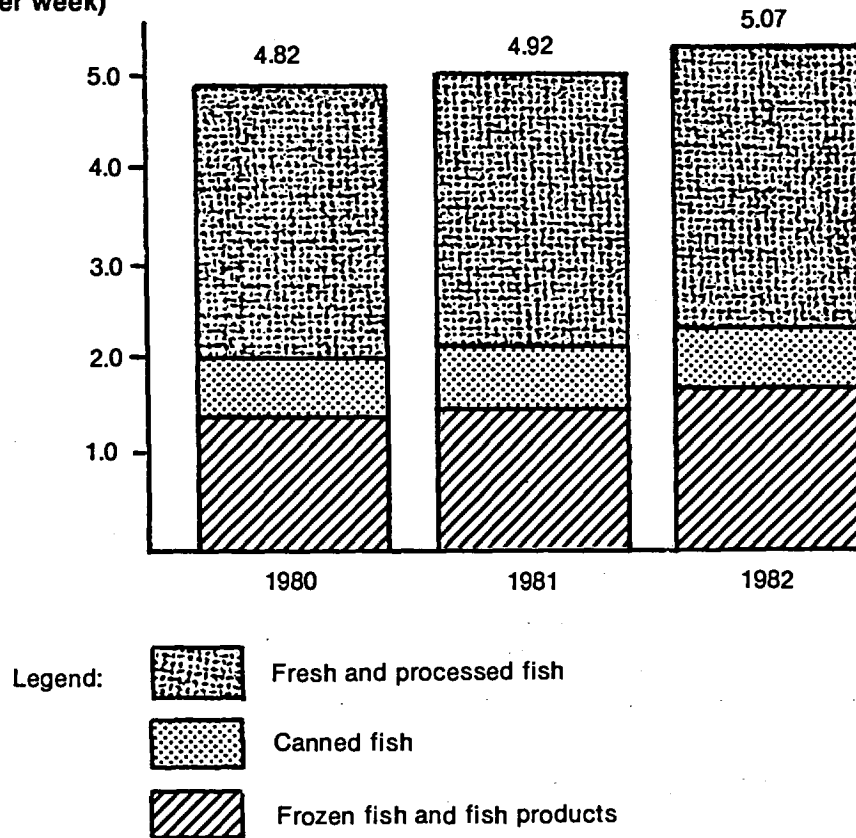 er week)
4.82
4.92
5.07
5.0
4.0
3.0
2.0
1.0
1980
1981
1982
Legend:
Fresh and processed fish
Canned fish
Frozen fish and fish products